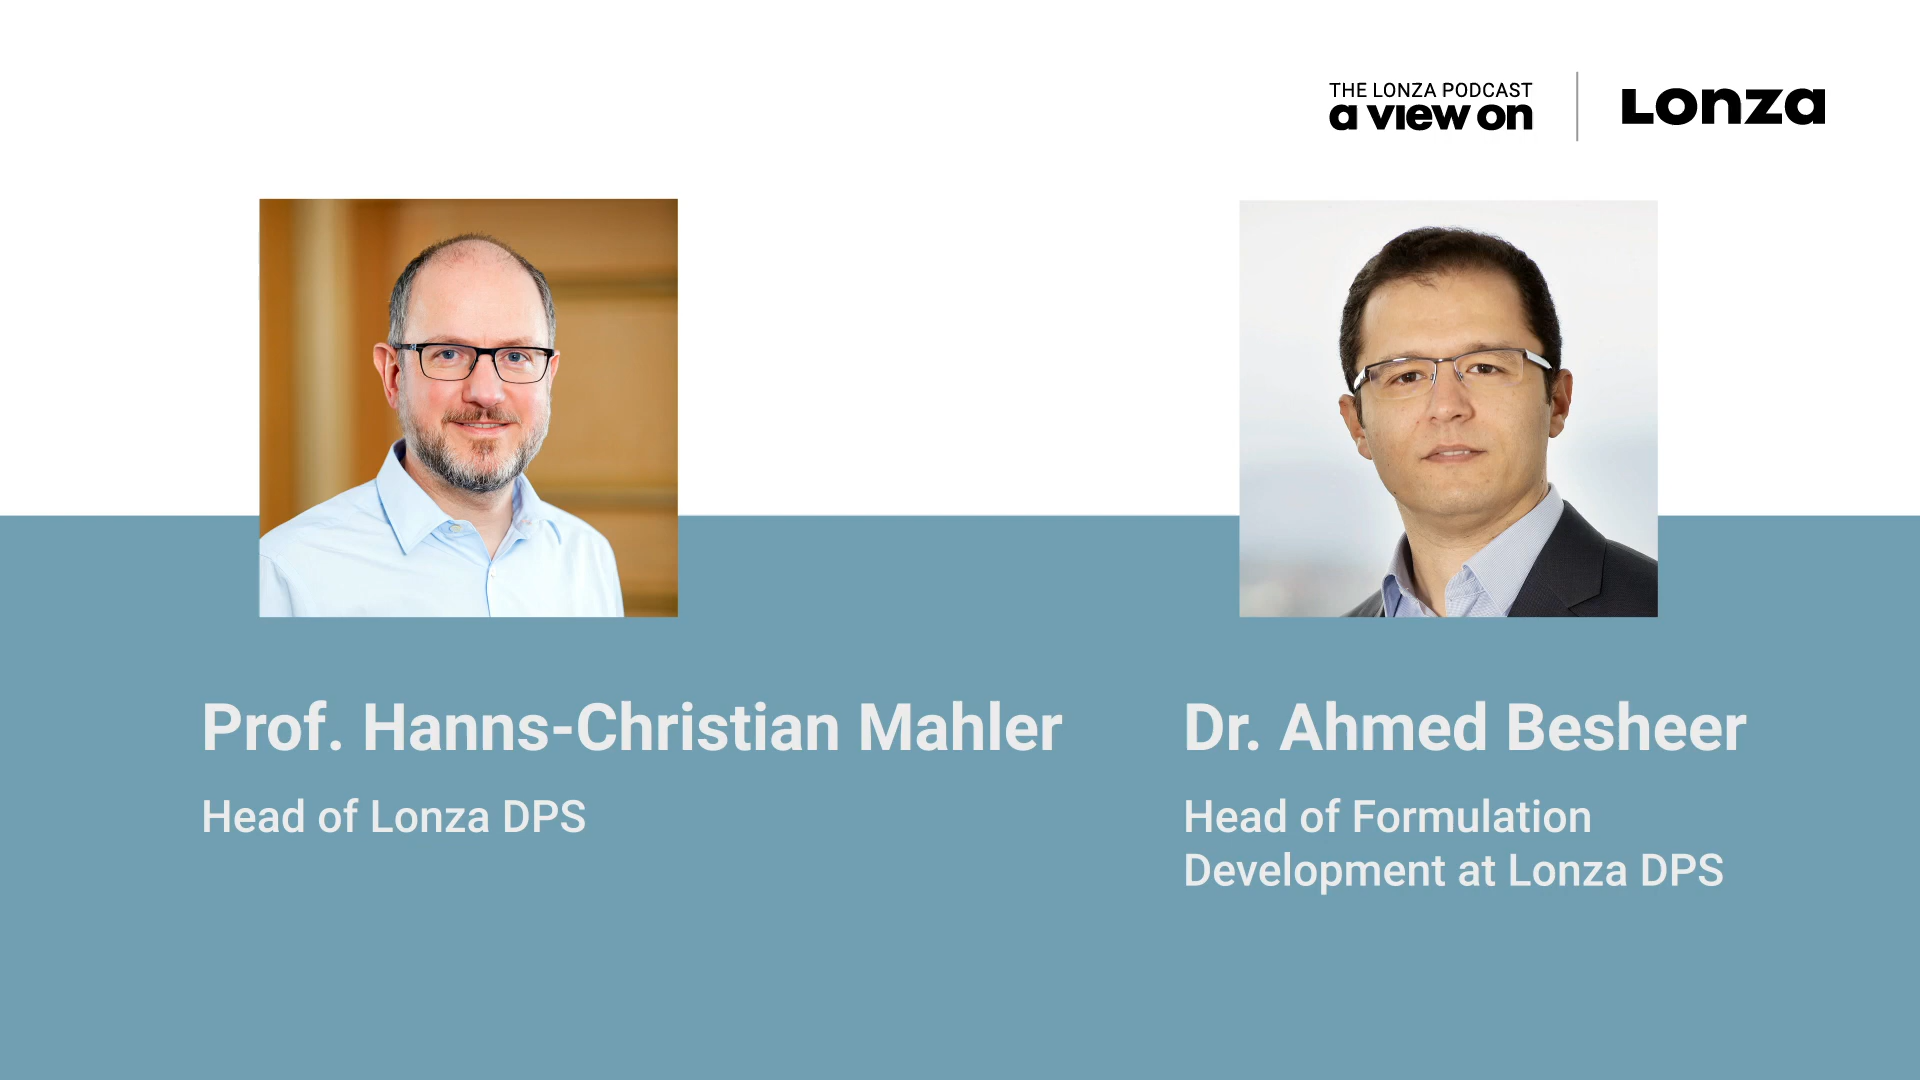 THE LONZA PODCAST
a view on
Lonza
Prof. Hanns-Christian Mahler
Head of Lonza DPS
Dr. Ahmed Besheer
Head of Formulation
Development at Lonza DPS